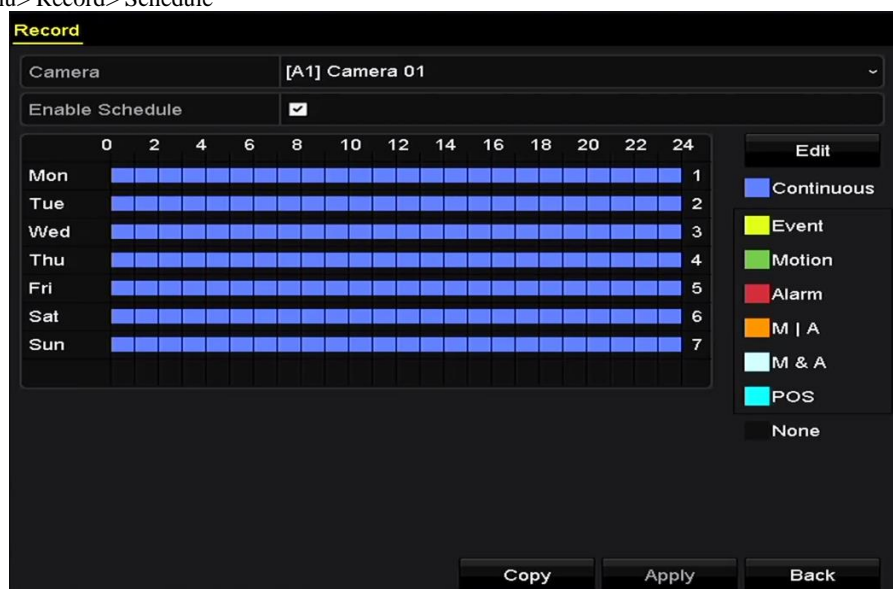 Record> Schedule
Record
Camera [A1] Camera 01
Enable Schedule
0 2 4 6 8 10 12 14 16 18 20 22 24
Edit
Mon 1
Continuous
Tue 2
Wed 3
Event
Thu 4
Motion
Fri 5
Alarm
Sat 6
M | A
Sun 7
M & A
POS
None
Copy Apply Back